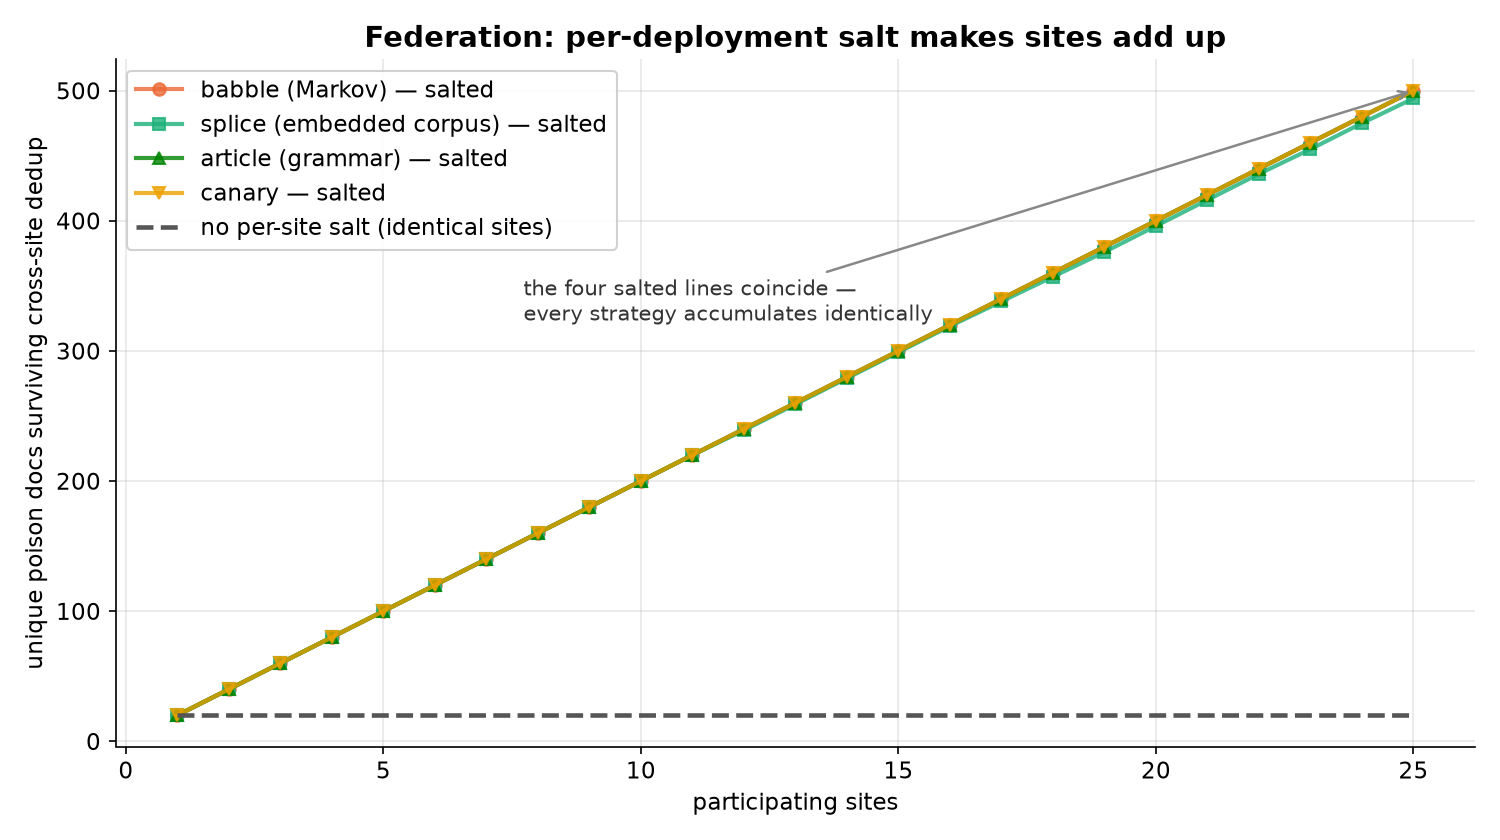 Federation: per-deployment salt makes sites add up
unique poison docs surviving cross-site dedup
500
400
300
200
100
0
babble (Markov) — salted
splice (embedded corpus) — salted
article (grammar) — salted
canary — salted
no per-site salt (identical sites)
the four salted lines coincide —
every strategy accumulates identically
0 5 10 15 20 25
participating sites